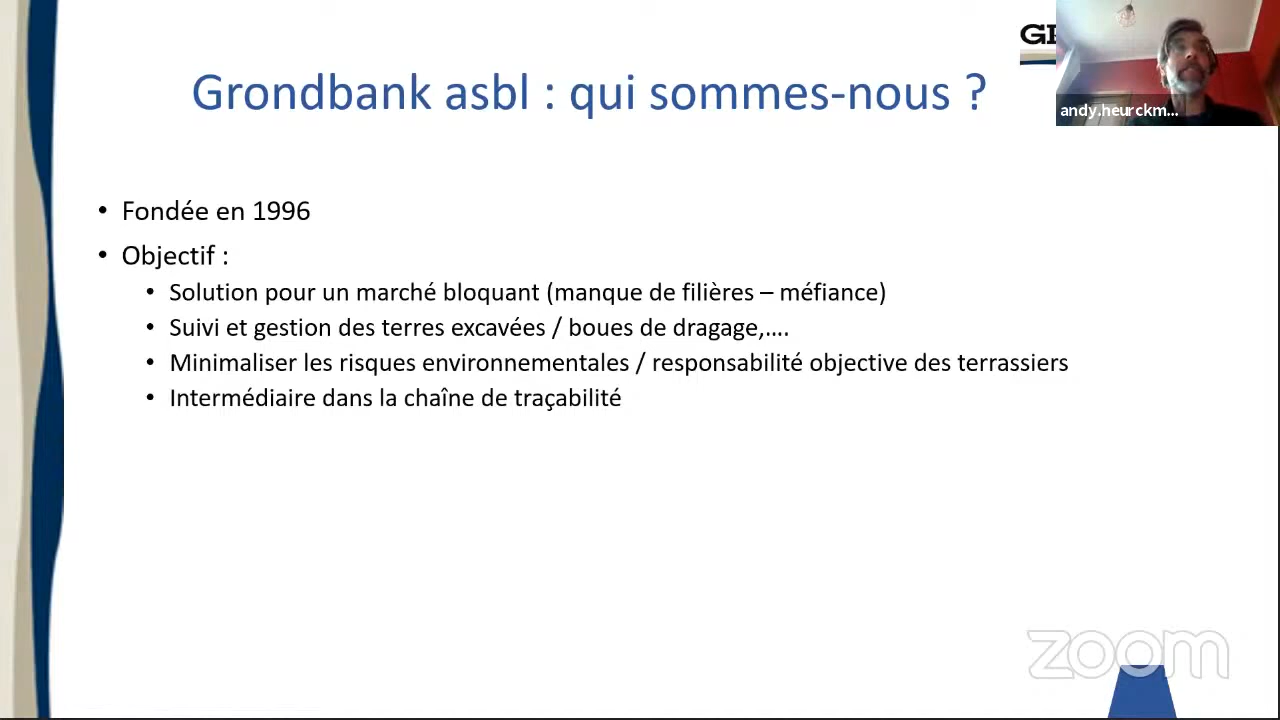 Grondbank asbl : qui sommes-nous ?
andy.heurckm...
• Fondée en 1996
• Objectif :
• Solution pour un marché bloquant (manque de filières – méfiance)
• Suivi et gestion des terres excavées / boues de dragage,....
• Minimaliser les risques environnementales / responsabilité objective des terrassiers
• Intermédiaire dans la chaîne de traçabilité
zoom